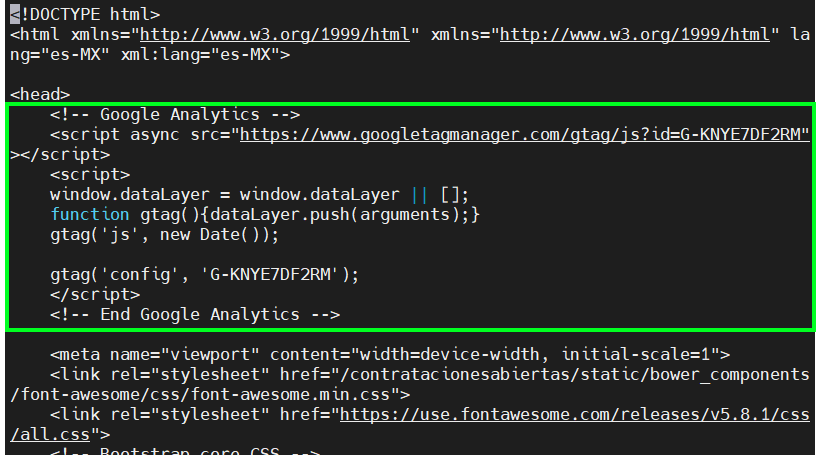 <!DOCTYPE html>
<html xmlns="http://www.w3.org/1999/html" xmlns="http://www.w3.org/1999/html" la
ng="es-MX" xml:lang="es-MX">
<head>
<!-- Google Analytics -->
<script async src="https://www.googletagmanager.com/gtag/js?id=G-KNYE7DF2RM"
></script>
<script>
window.dataLayer = window.dataLayer || [];
function gtag(){dataLayer.push(arguments);}
gtag('js', new Date());
gtag('config', 'G-KNYE7DF2RM');
</script>
<!-- End Google Analytics -->
<meta name="viewport" content="width=device-width, initial-scale=1">
<link rel="stylesheet" href="/contratacionesabiertas/static/bower_components
/font-awesome/css/font-awesome.min.css">
<link rel="stylesheet" href="https://use.fontawesome.com/releases/v5.8.1/css
/all.css">
<!-- Bootstrap core CSS -->